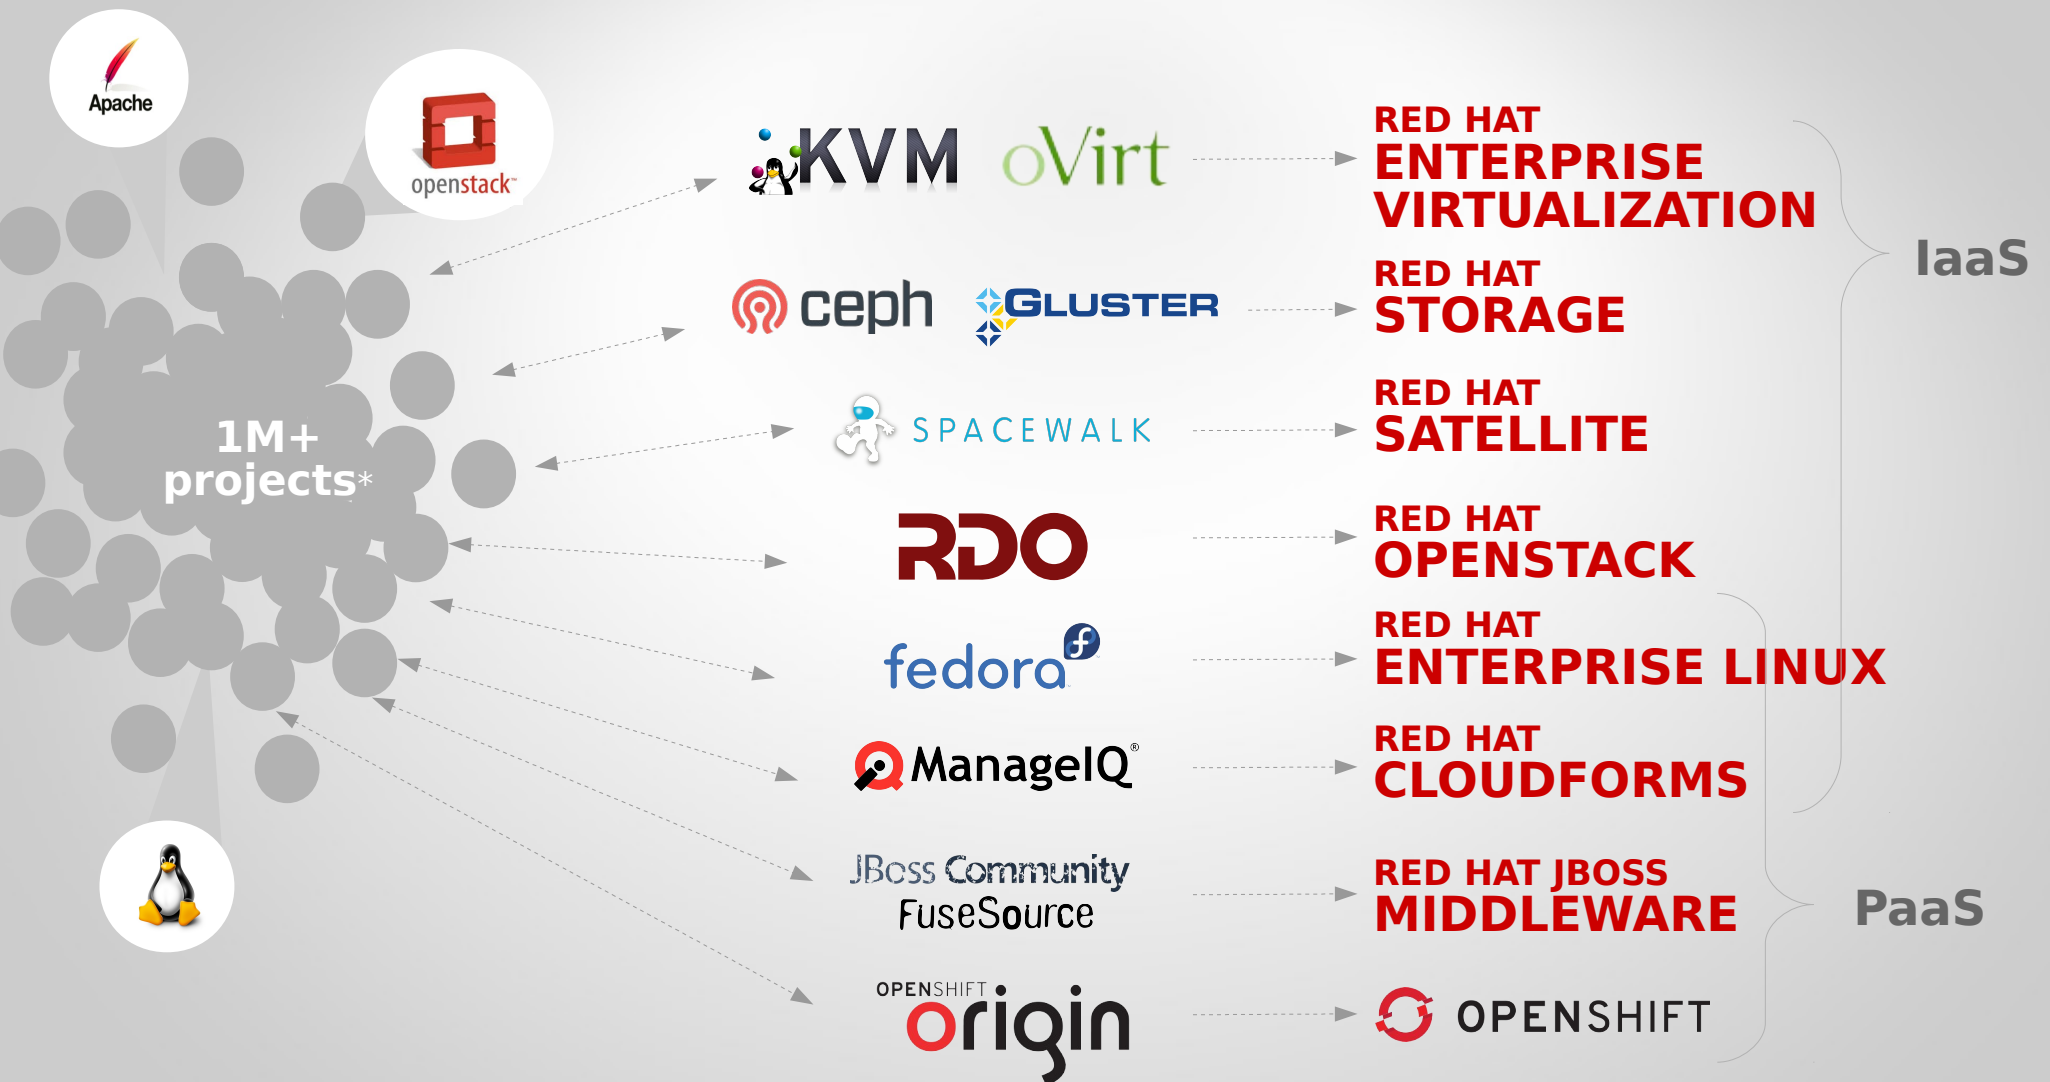 Apache
openstack™
1M+
projects*
KVM
oVirt
RED HAT
ENTERPRISE
VIRTUALIZATION
IaaS
ceph
GLUSTER
RED HAT
STORAGE
SPACEWALK
RED HAT
SATELLITE
RDO
RED HAT
OPENSTACK
fedora
RED HAT
ENTERPRISE LINUX
ManageIQ®
RED HAT
CLOUDFORMS
JBoss Community
FuseSource
RED HAT JBOSS
MIDDLEWARE
PaaS
OPENSHIFT
origin
OPENSHIFT